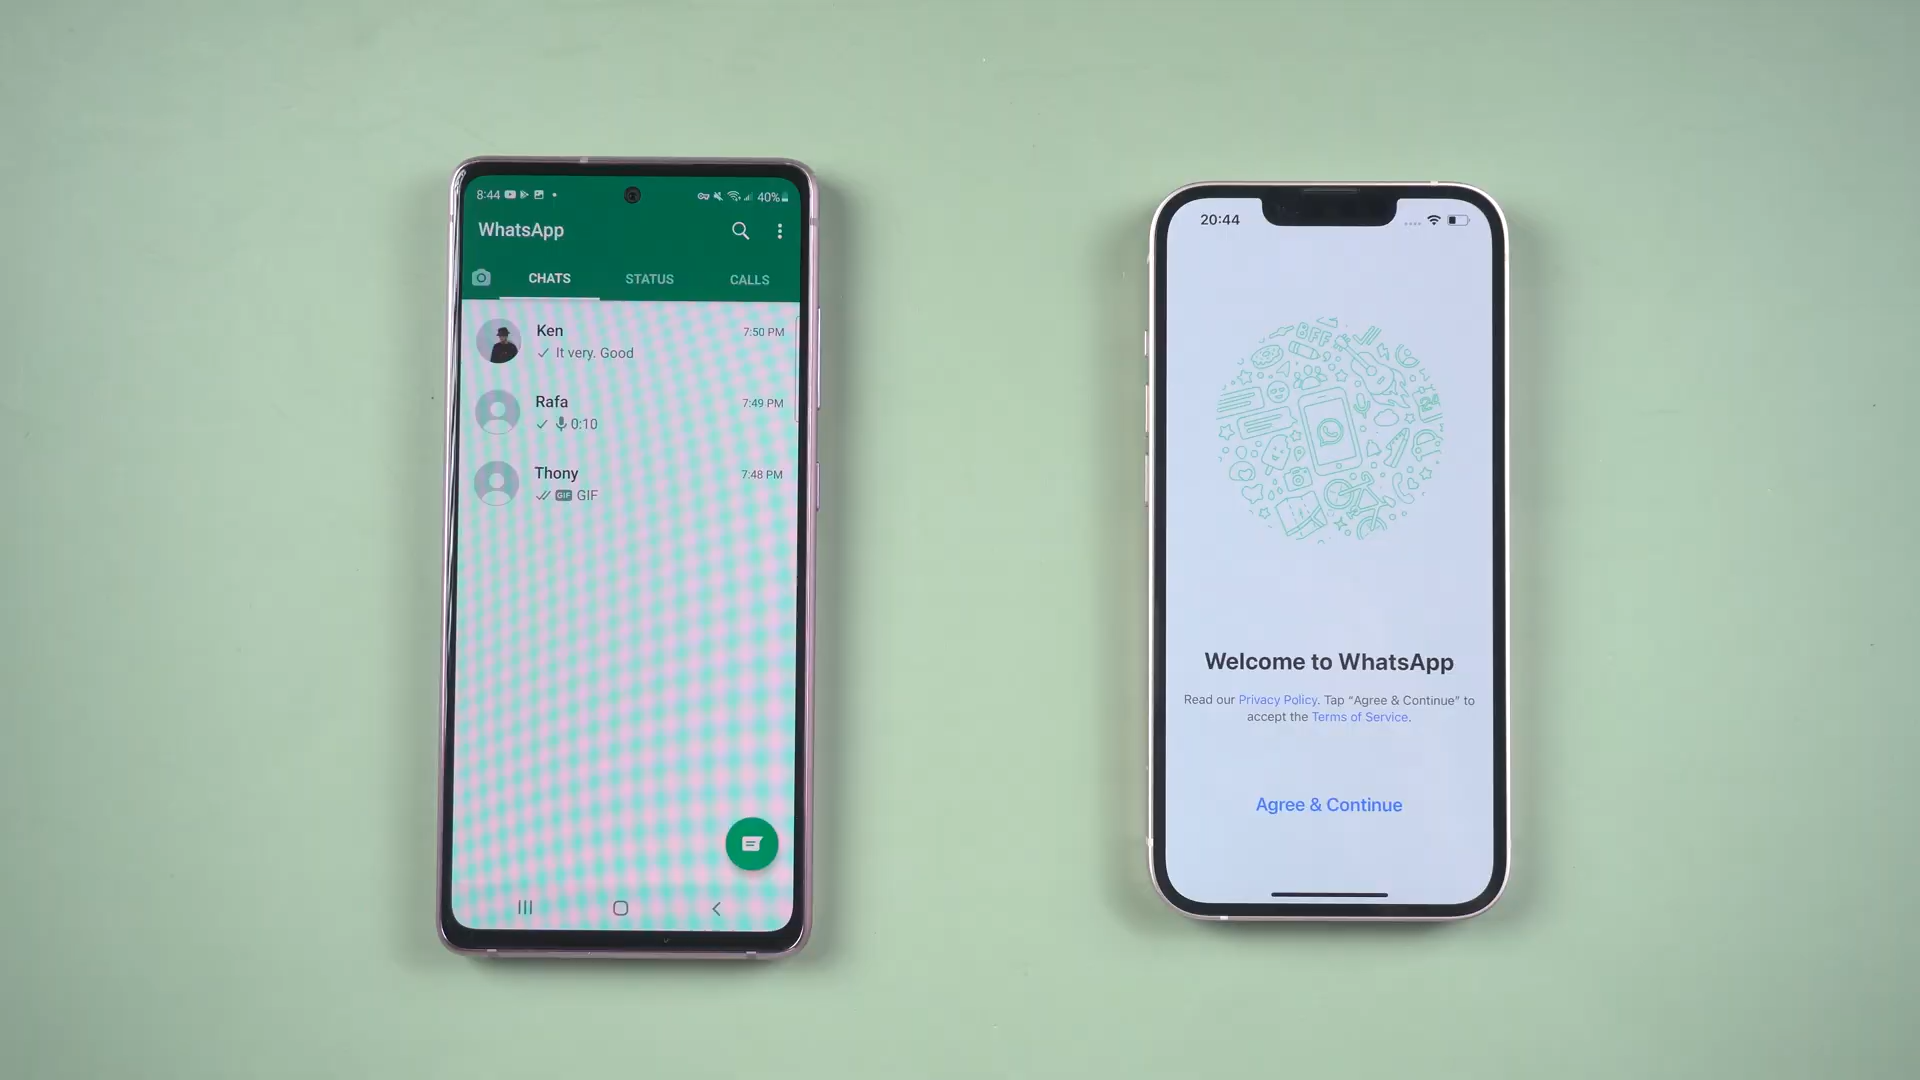 8:44
40%
WhatsApp
CHATS STATUS CALLS
Ken 7:50 PM
It very. Good
Rafa 7:49 PM
0:10
Thony 7:48 PM
GIF GIF
20:44
BFF
24
Welcome to WhatsApp
Read our Privacy Policy. Tap “Agree & Continue” to
accept the Terms of Service.
Agree & Continue